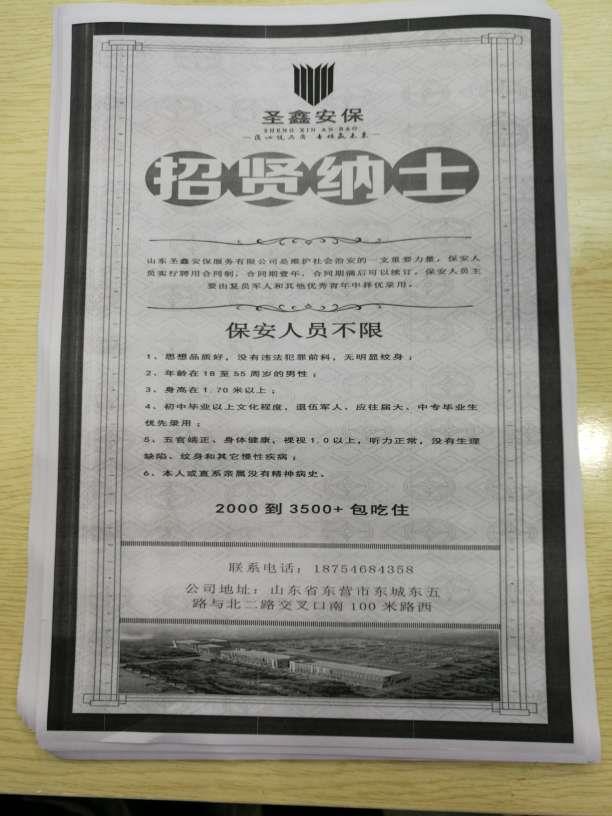 圣鑫安保
SHENG XIN AN BAO
招贤纳士
山东圣鑫安保服务有限公司是维护社会治安的一支重要力量，保安人
员实行聘用合同制，合同期壹年，合同期满后可以续订，保安人员主
要由复员军人和其他优秀青年中择优录用。
保安人员不限
1、思想品质好，没有违法犯罪前科，无明显纹身；
2、年龄在18至55周岁的男性；
3、身高在1.70米以上；
4、初中毕业以上文化程度，退伍军人、应往届大、中专毕业生
优先录用；
5、五官端正、身体健康，裸视1.0以上，听力正常，没有生理
缺陷、纹身和其它慢性疾病；
6、本人或直系亲属没有精神病史。
2000到3500+包吃住
联系电话：18754684358
公司地址：山东省东营市东城东五
路与北二路交叉口南100米路西